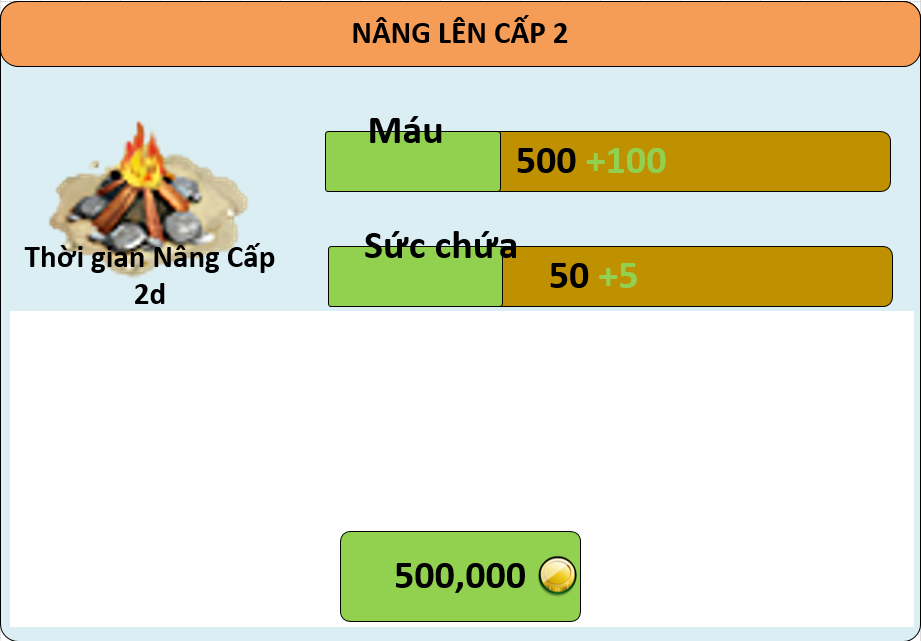 NÂNG LÊN CẤP 2
Máu
500 +100
Sức chứa
50 +5
Thời gian Nâng Cấp
2d
500,000